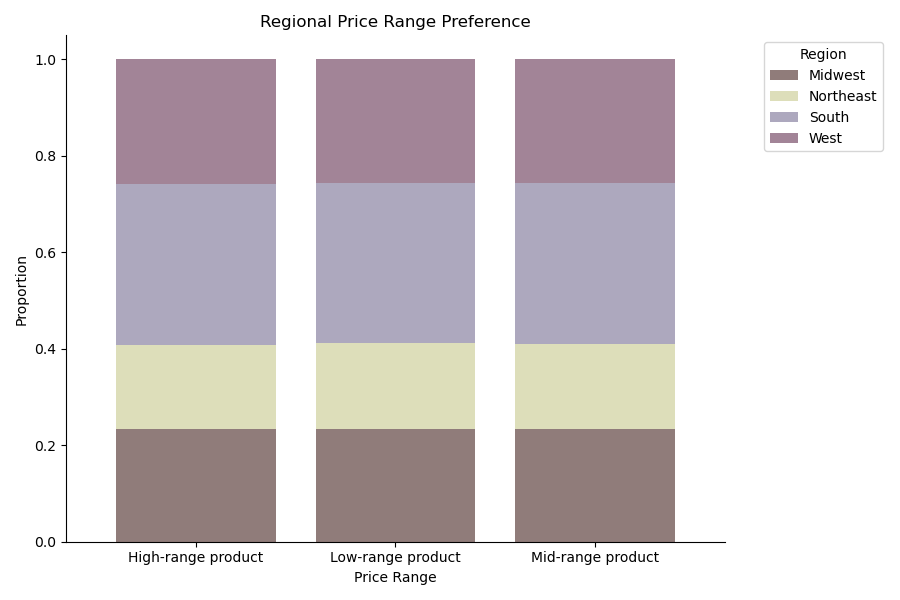 Regional Price Range Preference
Region
Midwest
Northeast
South
West
Proportion
1.0
0.8
0.6
0.4
0.2
0.0
High-range product
Low-range product
Mid-range product
Price Range